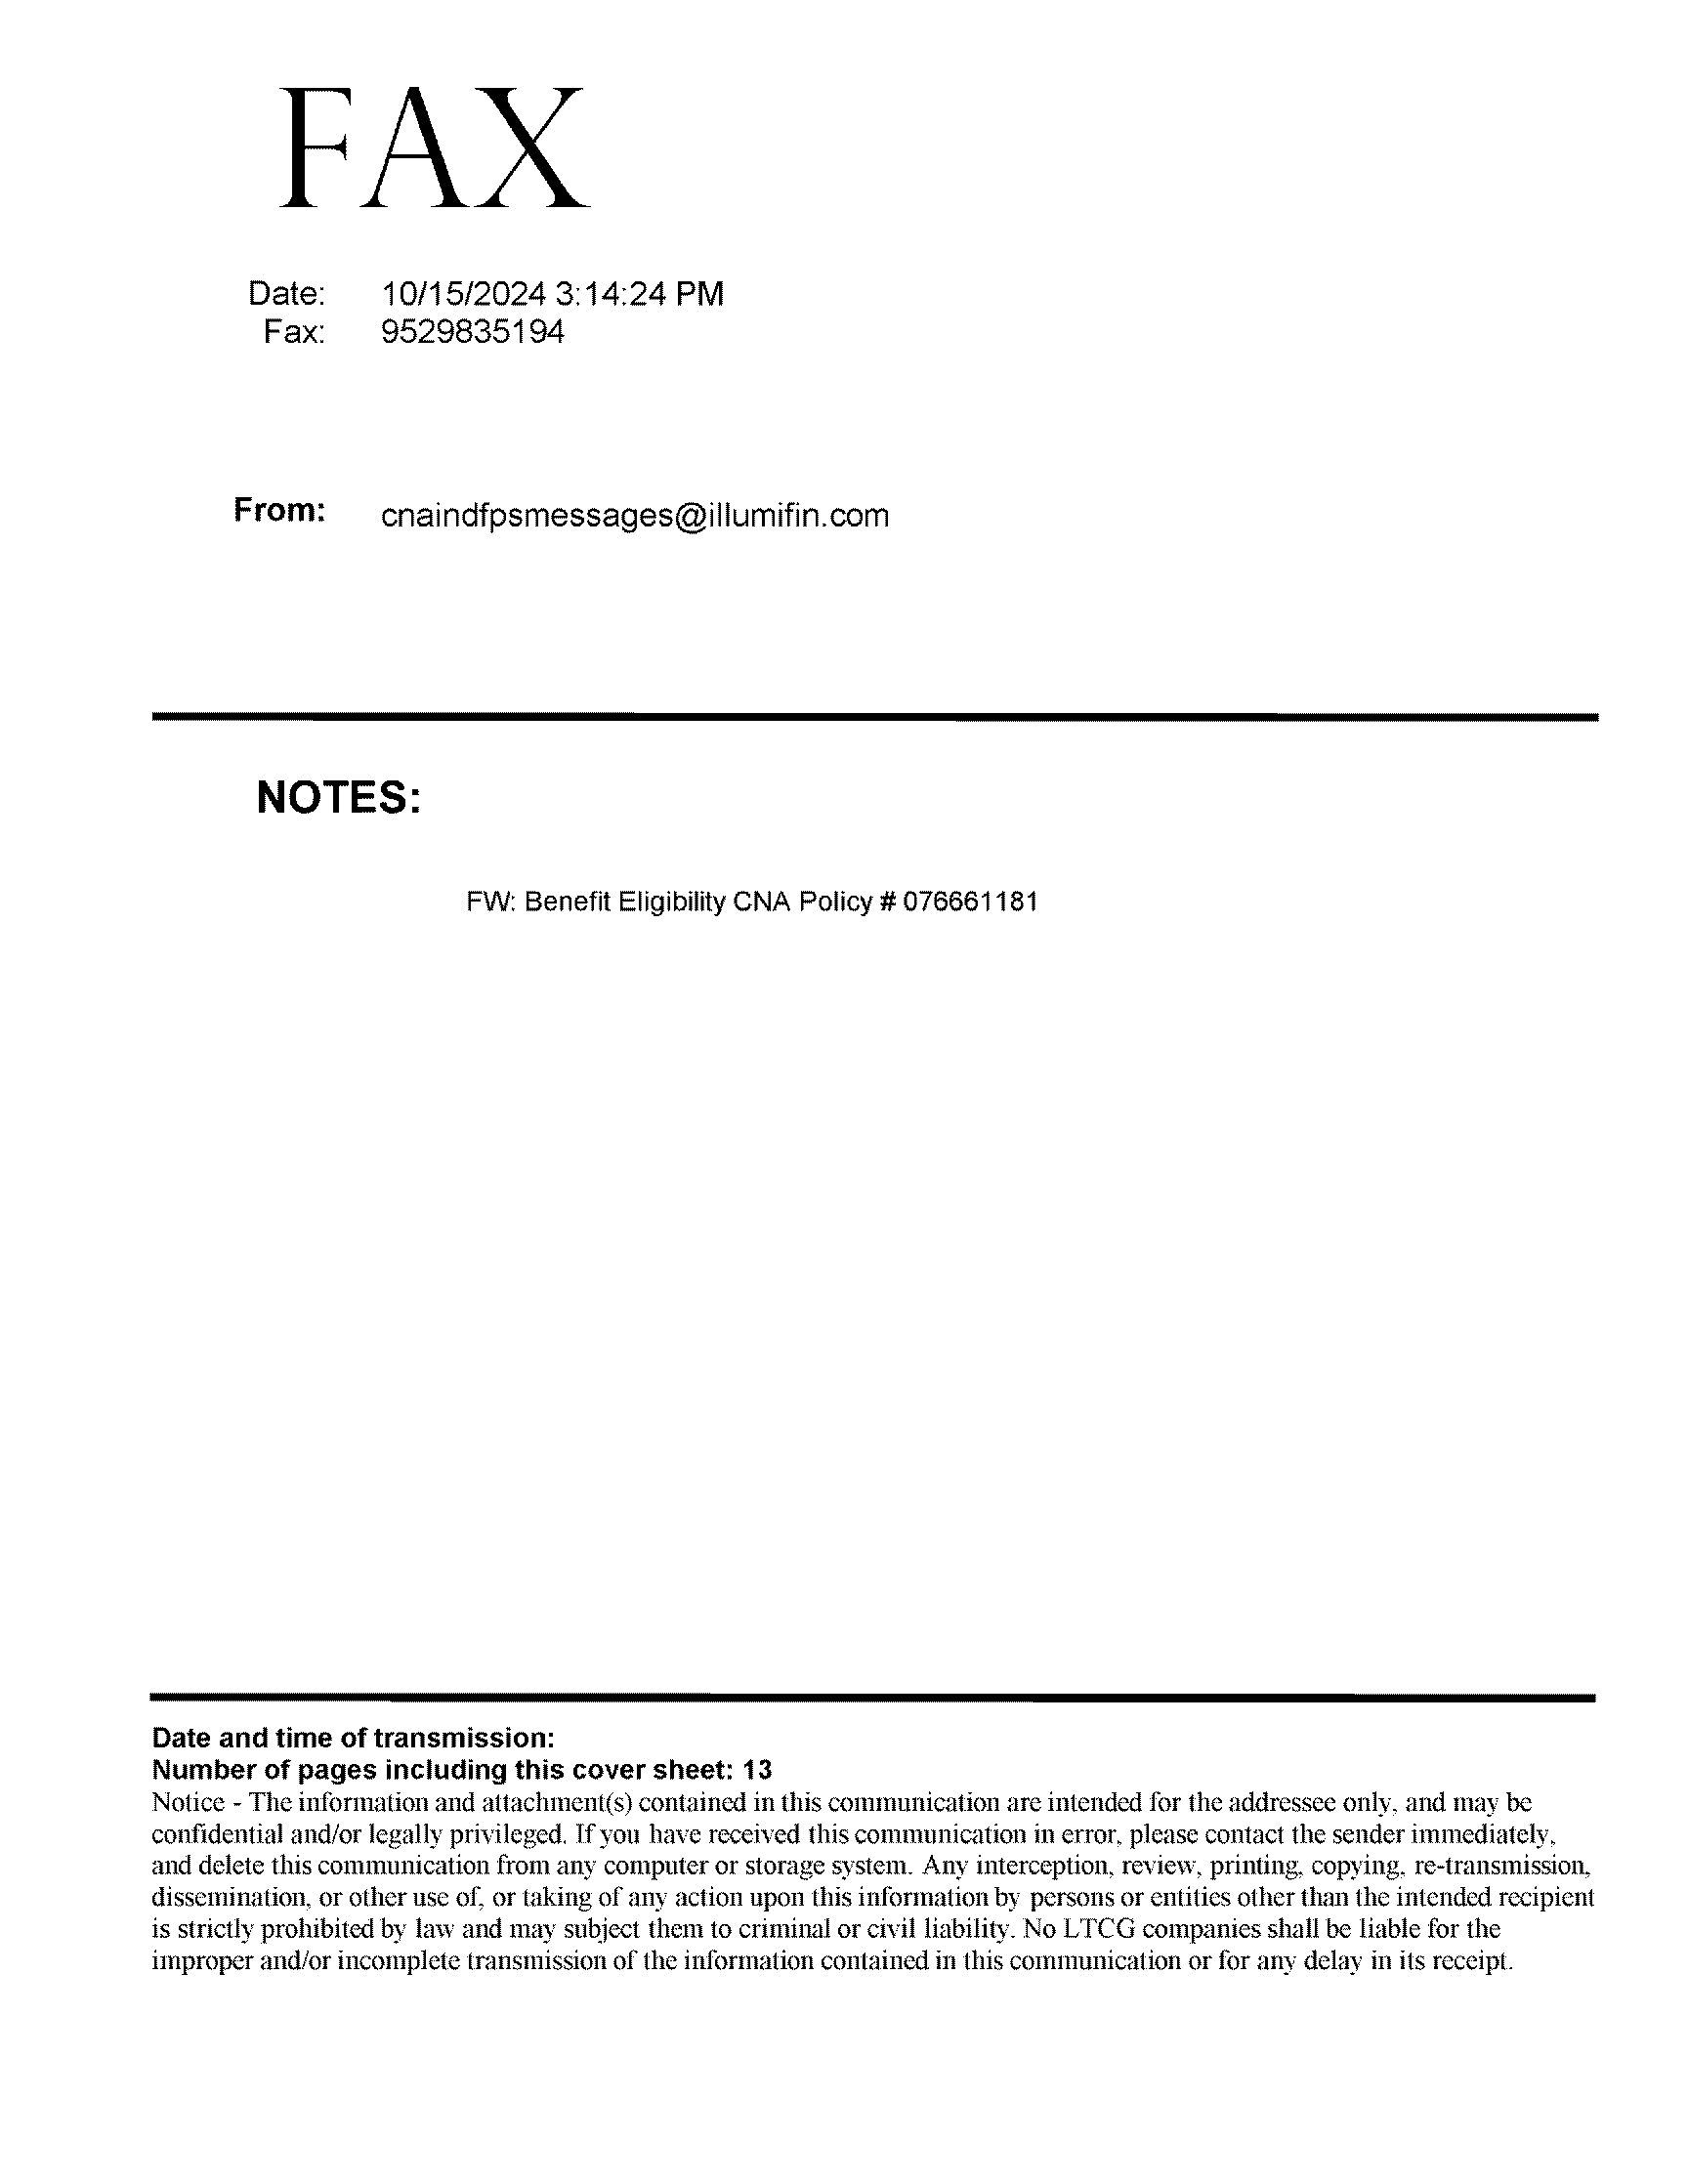 FAX
Date: 10/15/2024 3:14:24 PM
Fax: 9529835194
From: cnaindfpsmessages@illumifin.com
NOTES:
FW: Benefit Eligibility CNA Policy # 076661181
Date and time of transmission:
Number of pages including this cover sheet: 13
Notice - The information and attachment(s) contained in this communication are intended for the addressee only, and may be
confidential and/or legally privileged. If you have received this communication in error, please contact the sender immediately,
and delete this communication from any computer or storage system. Any interception, review, printing, copying, re-transmission,
dissemination, or other use of, or taking of any action upon this information by persons or entities other than the intended recipient
is strictly prohibited by law and may subject them to criminal or civil liability. No LTCG companies shall be liable for the
improper and/or incomplete transmission of the information contained in this communication or for any delay in its receipt.